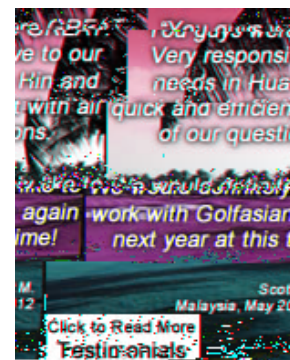 ve to our Very responsi
Hin and needs in Hua
with air quick and efficien
ons. of our questi
again work with Golfasian
ime! next year at this t
M. Scot
12 Malaysia, May 20
Click to Read More
Testimonials